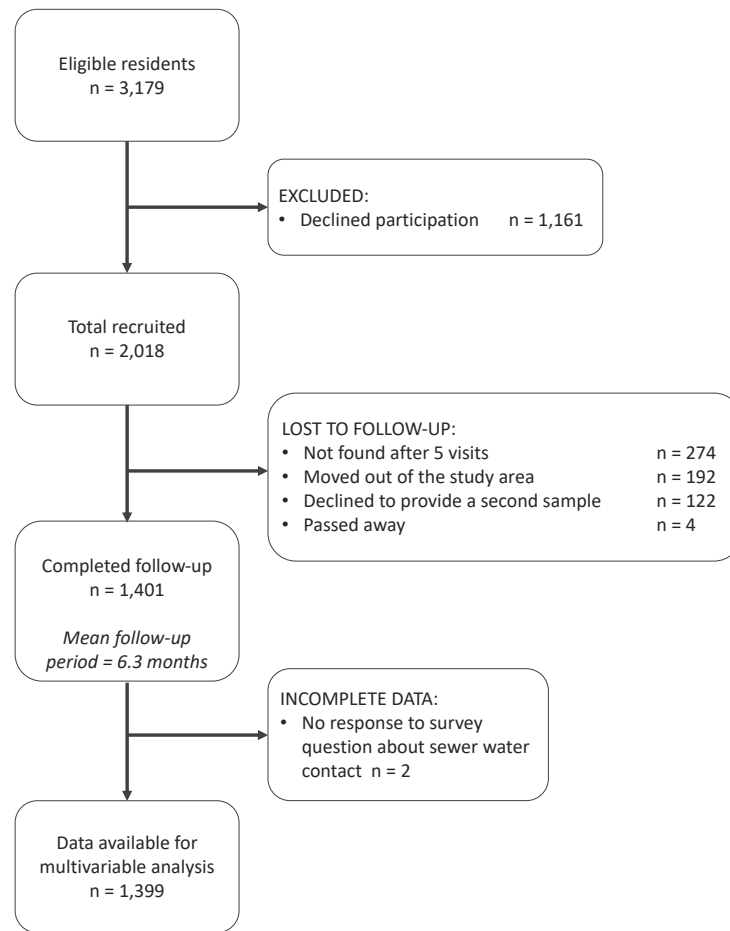 Eligible residents
n = 3,179
EXCLUDED:
• Declined participation n = 1,161
Total recruited
n = 2,018
LOST TO FOLLOW-UP:
• Not found after 5 visits n = 274
• Moved out of the study area n = 192
• Declined to provide a second sample n = 122
• Passed away n = 4
Completed follow-up
n = 1,401
Mean follow-up
period = 6.3 months
INCOMPLETE DATA:
• No response to survey
question about sewer water
contact n = 2
Data available for
multivariable analysis
n = 1,399